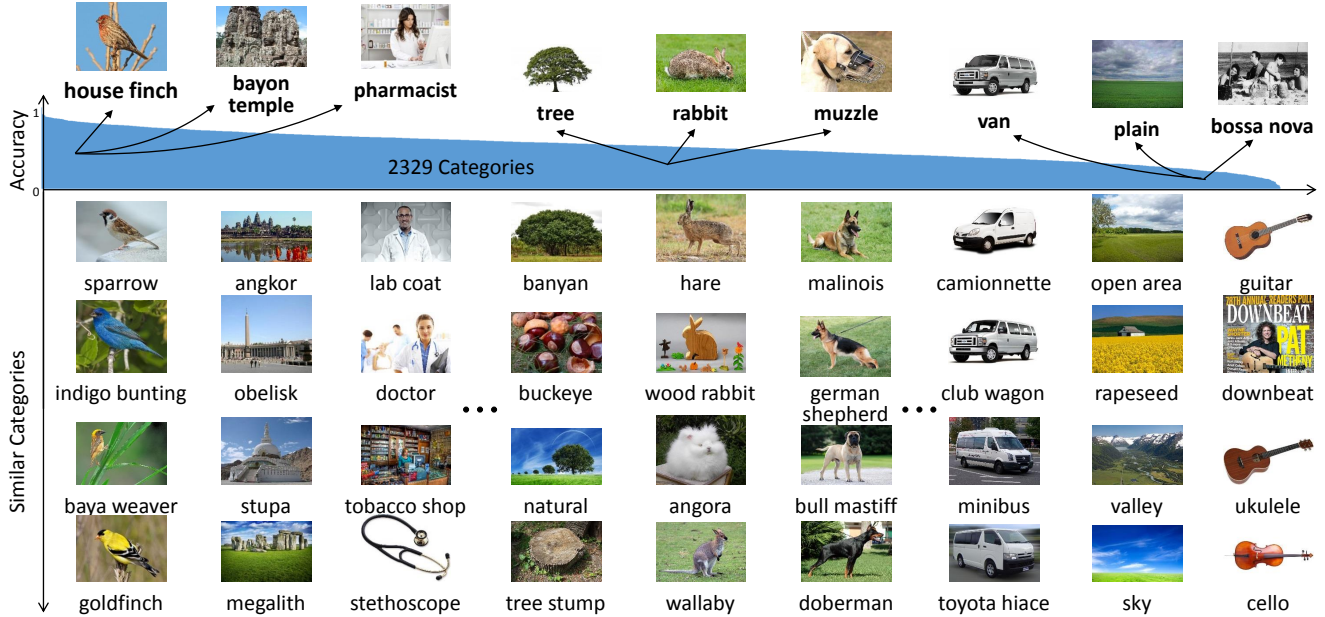 house finch
bayon
temple
pharmacist
tree
rabbit
muzzle
van
plain
bossa nova
Accuracy
1
0
2329 Categories
Similar Categories
sparrow
angkor
lab coat
banyan
hare
malinois
camionnette
open area
guitar
DOWNBEAT
PAT
METHENY
indigo bunting
obelisk
doctor
buckeye
wood rabbit
german
shepherd
club wagon
rapeseed
downbeat
baya weaver
stupa
tobacco shop
natural
angora
bull mastiff
minibus
valley
ukulele
goldfinch
megalith
stethoscope
tree stump
wallaby
doberman
toyota hiace
sky
cello